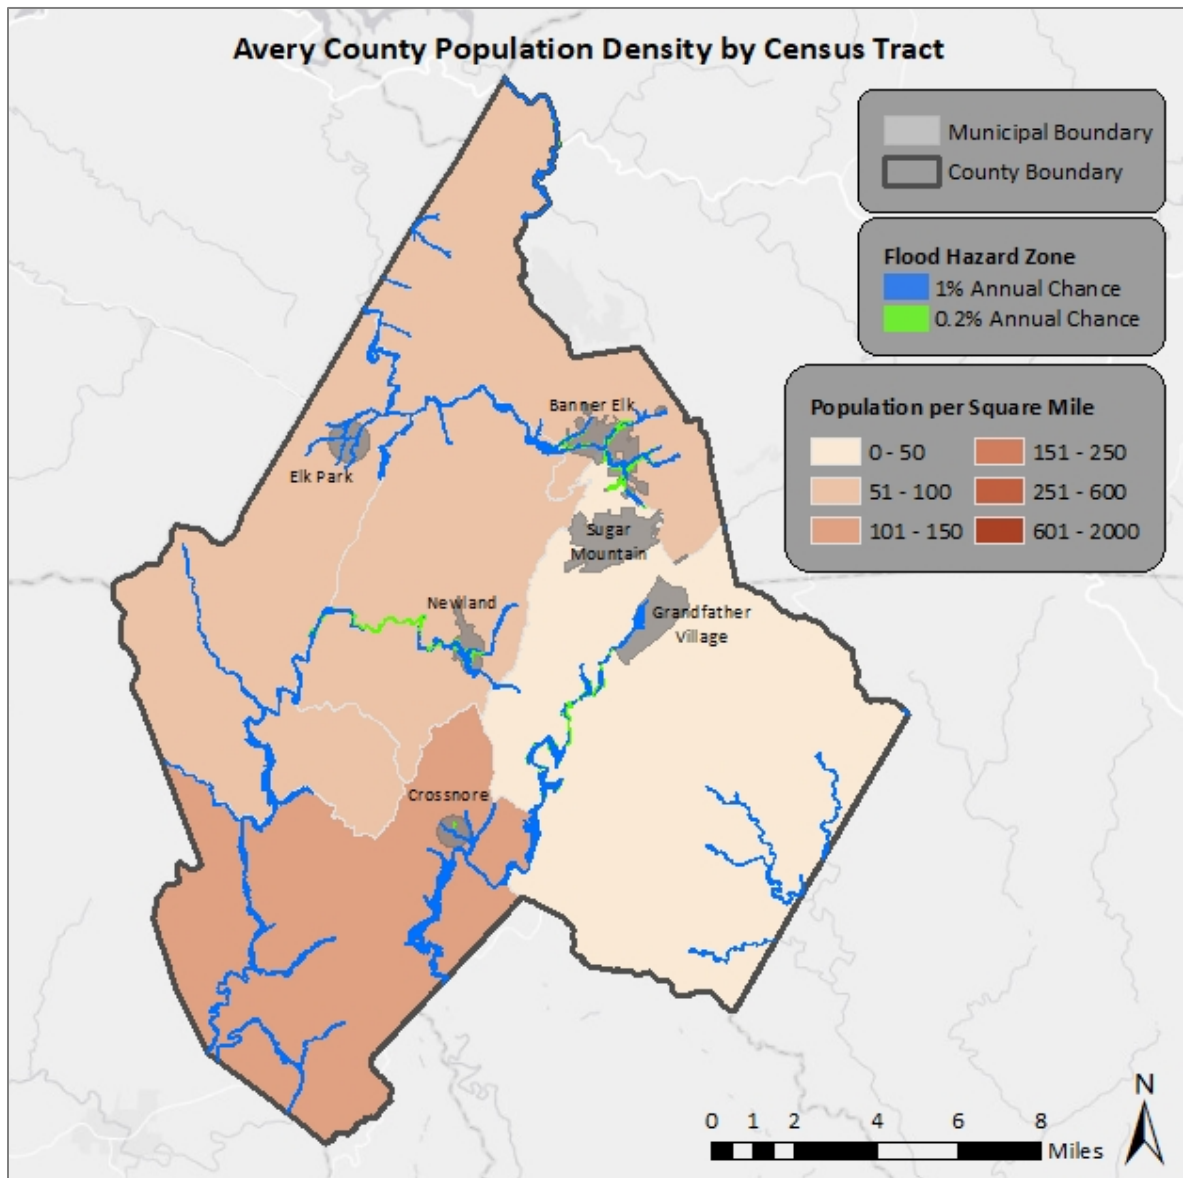 Avery County Population Density by Census Tract
Municipal Boundary
County Boundary
Flood Hazard Zone
1% Annual Chance
0.2% Annual Chance
Population per Square Mile
0 - 50
151 - 250
51 - 100
251 - 600
101 - 150
601 - 2000
Banner Elk
Elk Park
Sugar
Mountain
Newland
Grandfather
Village
Crossnore
N
0 1 2 4 6 8
Miles